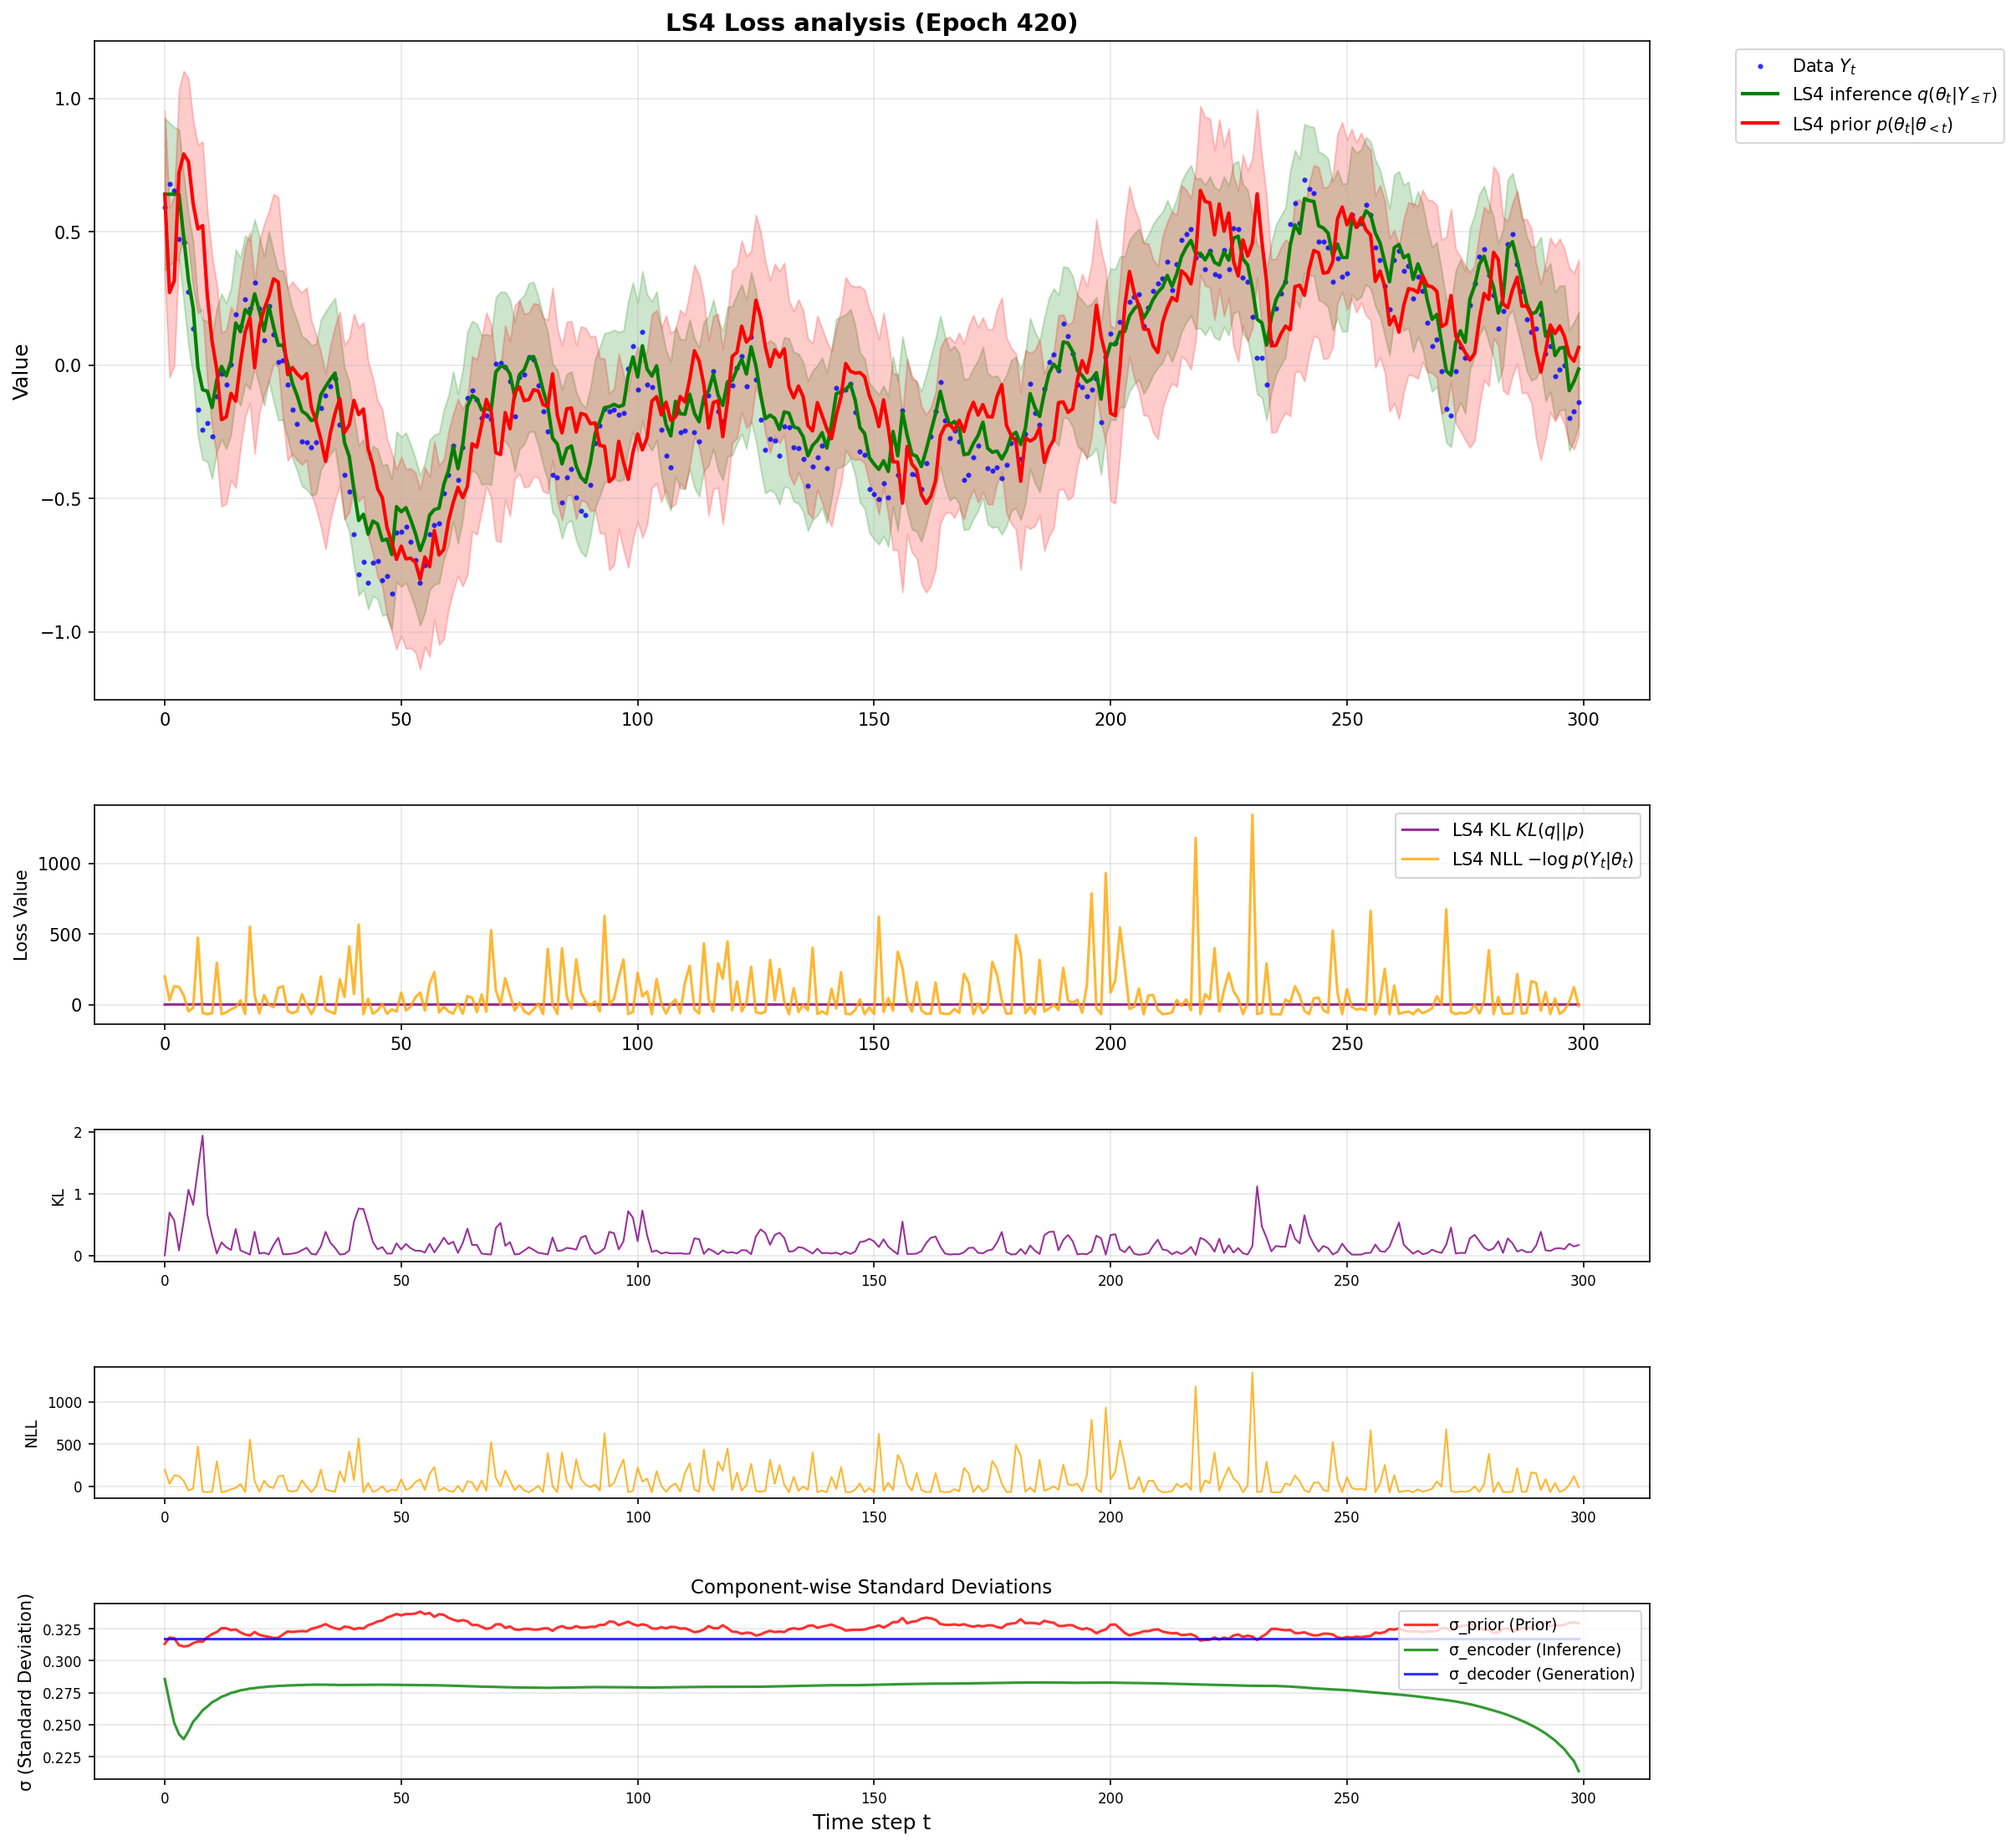 LS4 Loss analysis (Epoch 420)
Data Y_t
LS4 inference q(θ_t|Y_≤T)
LS4 prior p(θ_t|θ_<t)
Value
1.0
0.5
0.0
−0.5
−1.0
0 50 100 150 200 250 300
Loss Value
1000
500
0
LS4 KL KL(q||p)
LS4 NLL −log p(Y_t|θ_t)
0 50 100 150 200 250 300
KL
2
1
0
0 50 100 150 200 250 300
NLL
1000
500
0
0 50 100 150 200 250 300
Component-wise Standard Deviations
σ (Standard Deviation)
0.325
0.300
0.275
0.250
0.225
σ_prior (Prior)
σ_encoder (Inference)
σ_decoder (Generation)
0 50 100 150 200 250 300
Time step t